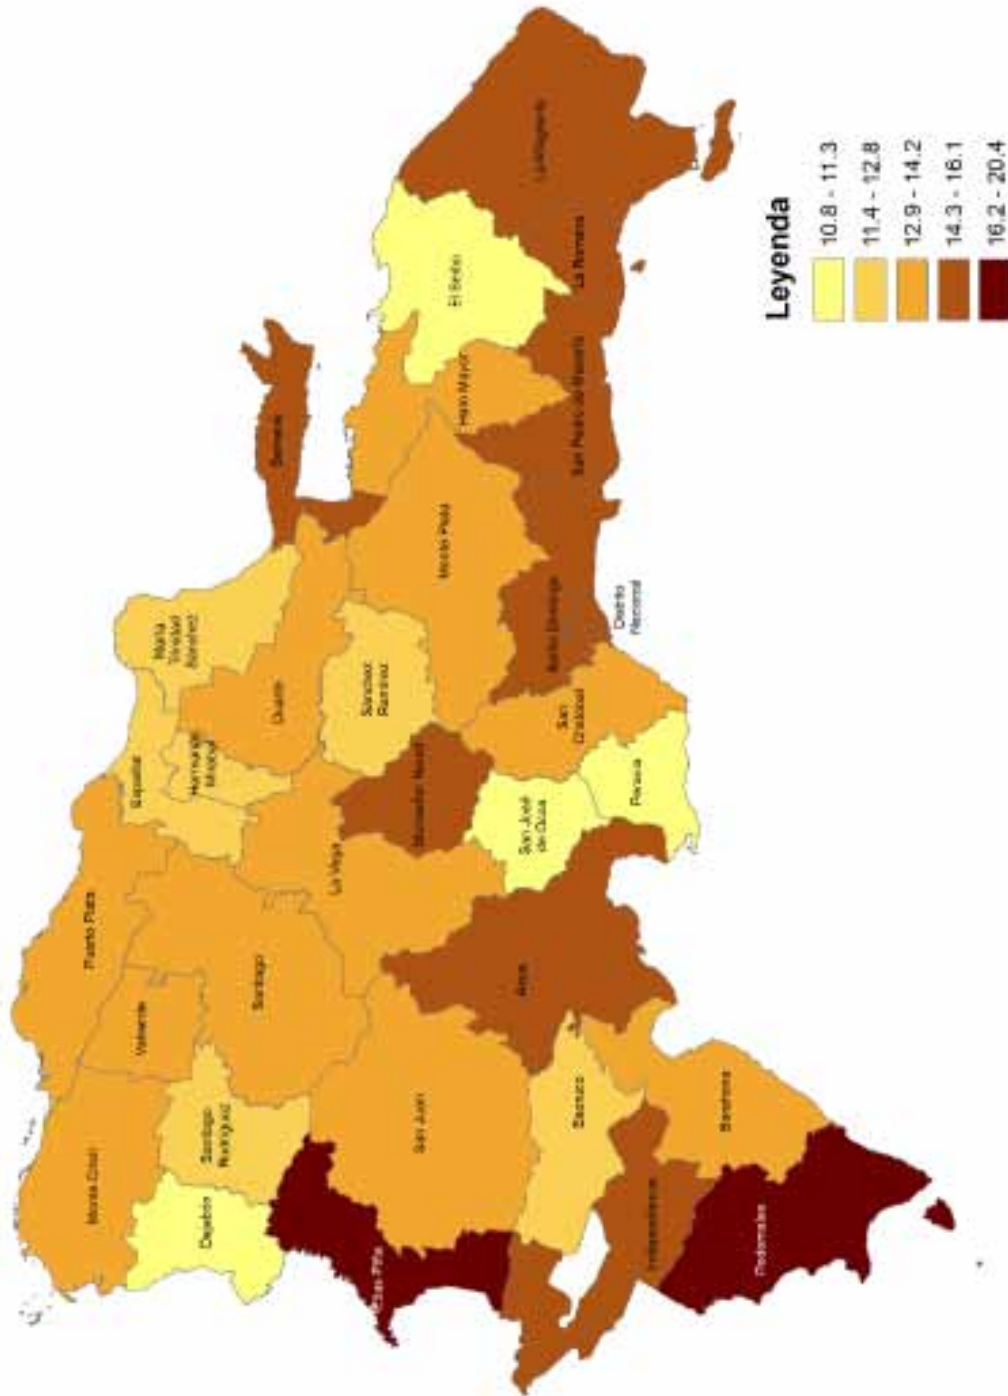 Monte Cristi
Puerto Plata
Valverde
Espaillat
María
Trinidad
Sánchez
Dajabón
Santiago
Rodríguez
Santiago
Hermanas
Mirabal
Duarte
Samaná
La Vega
Sánchez
Ramírez
Elías Piña
San Juan
Monseñor Nouel
Monte Plata
Hato Mayor
El Seibo
La Altagracia
Azua
San José
de Ocoa
San
Cristóbal
Santo Domingo
San Pedro de Macorís
La Romana
Bahoruco
Peravia
Distrito
Nacional
Independencia
Barahona
Pedernales
Leyenda
10.8 - 11.3
11.4 - 12.8
12.9 - 14.2
14.3 - 16.1
16.2 - 20.4